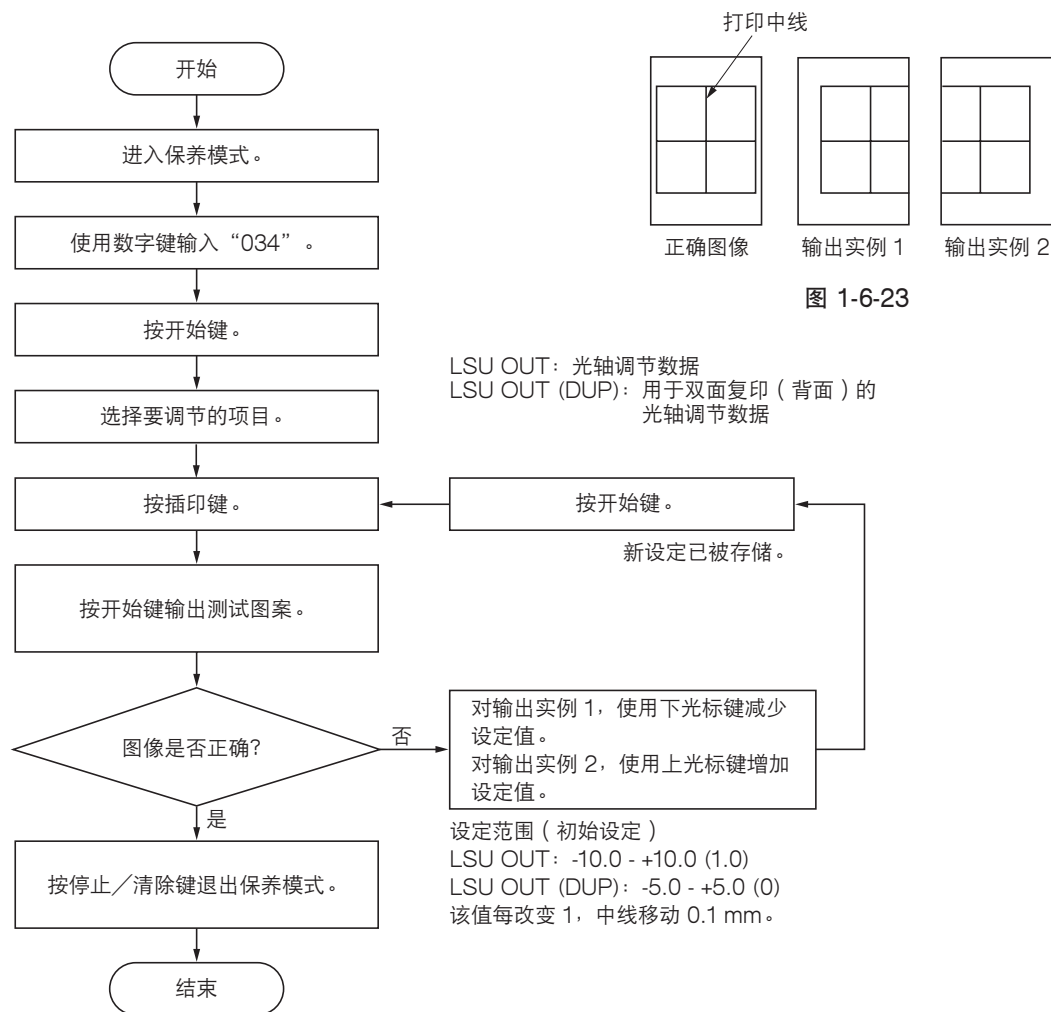 开始
进入保养模式。
使用数字键输入“034”。
按开始键。
选择要调节的项目。
按插印键。
按开始键输出测试图案。
图像是否正确?
否
是
按停止／清除键退出保养模式。
结束
打印中线
正确图像
输出实例 1
输出实例 2
图 1-6-23
LSU OUT：光轴调节数据
LSU OUT (DUP)：用于双面复印（背面）的
光轴调节数据
按开始键。
新设定已被存储。
对输出实例 1，使用下光标键减少
设定值。
对输出实例 2，使用上光标键增加
设定值。
设定范围（初始设定）
LSU OUT：-10.0 - +10.0 (1.0)
LSU OUT (DUP)：-5.0 - +5.0 (0)
该值每改变 1，中线移动 0.1 mm。